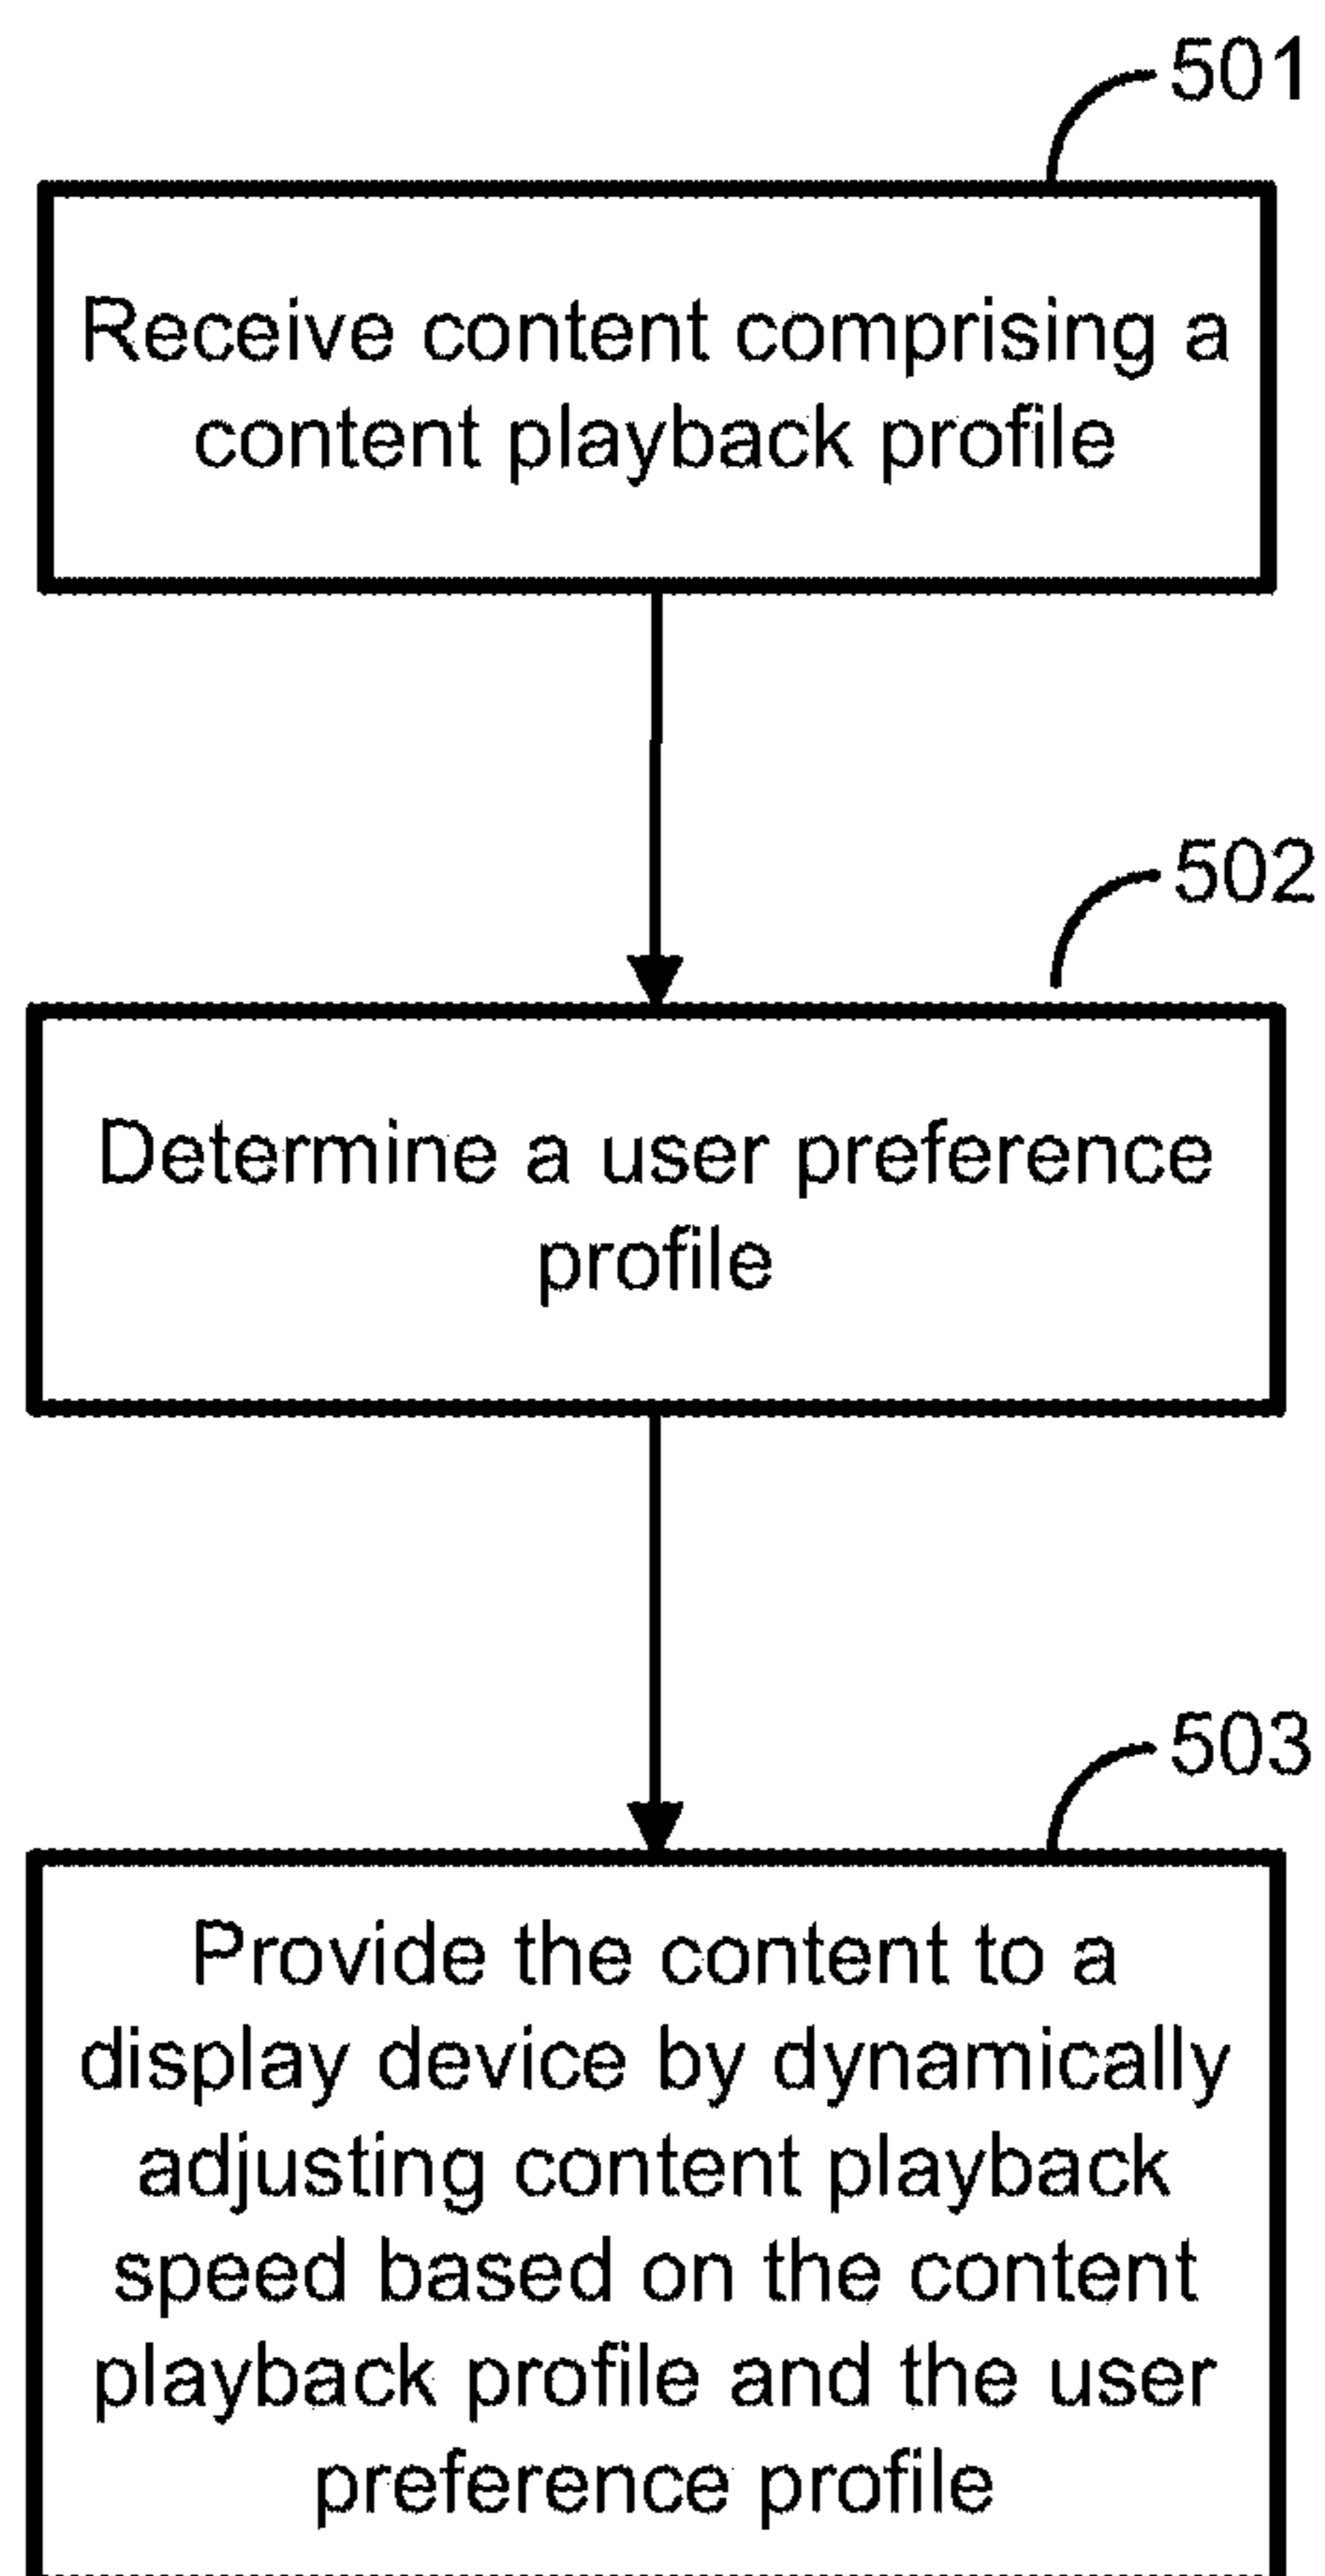 501
Receive content comprising a
content playback profile
502
Determine a user preference
profile
503
Provide the content to a
display device by dynamically
adjusting content playback
speed based on the content
playback profile and the user
preference profile